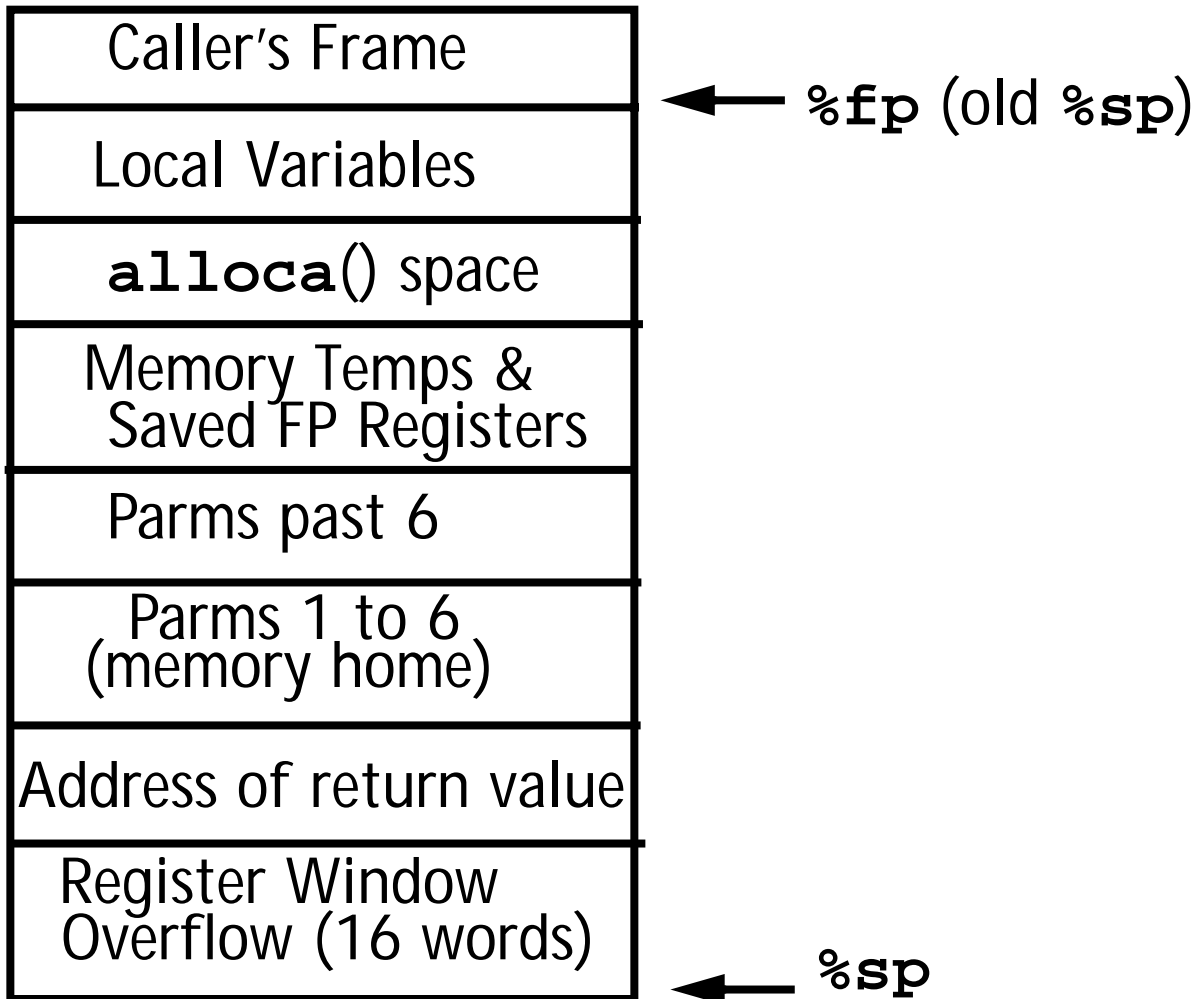 Caller's Frame
%fp (old %sp)
Local Variables
alloca() space
Memory Temps &
Saved FP Registers
Parms past 6
Parms 1 to 6
(memory home)
Address of return value
Register Window
Overflow (16 words)
%sp